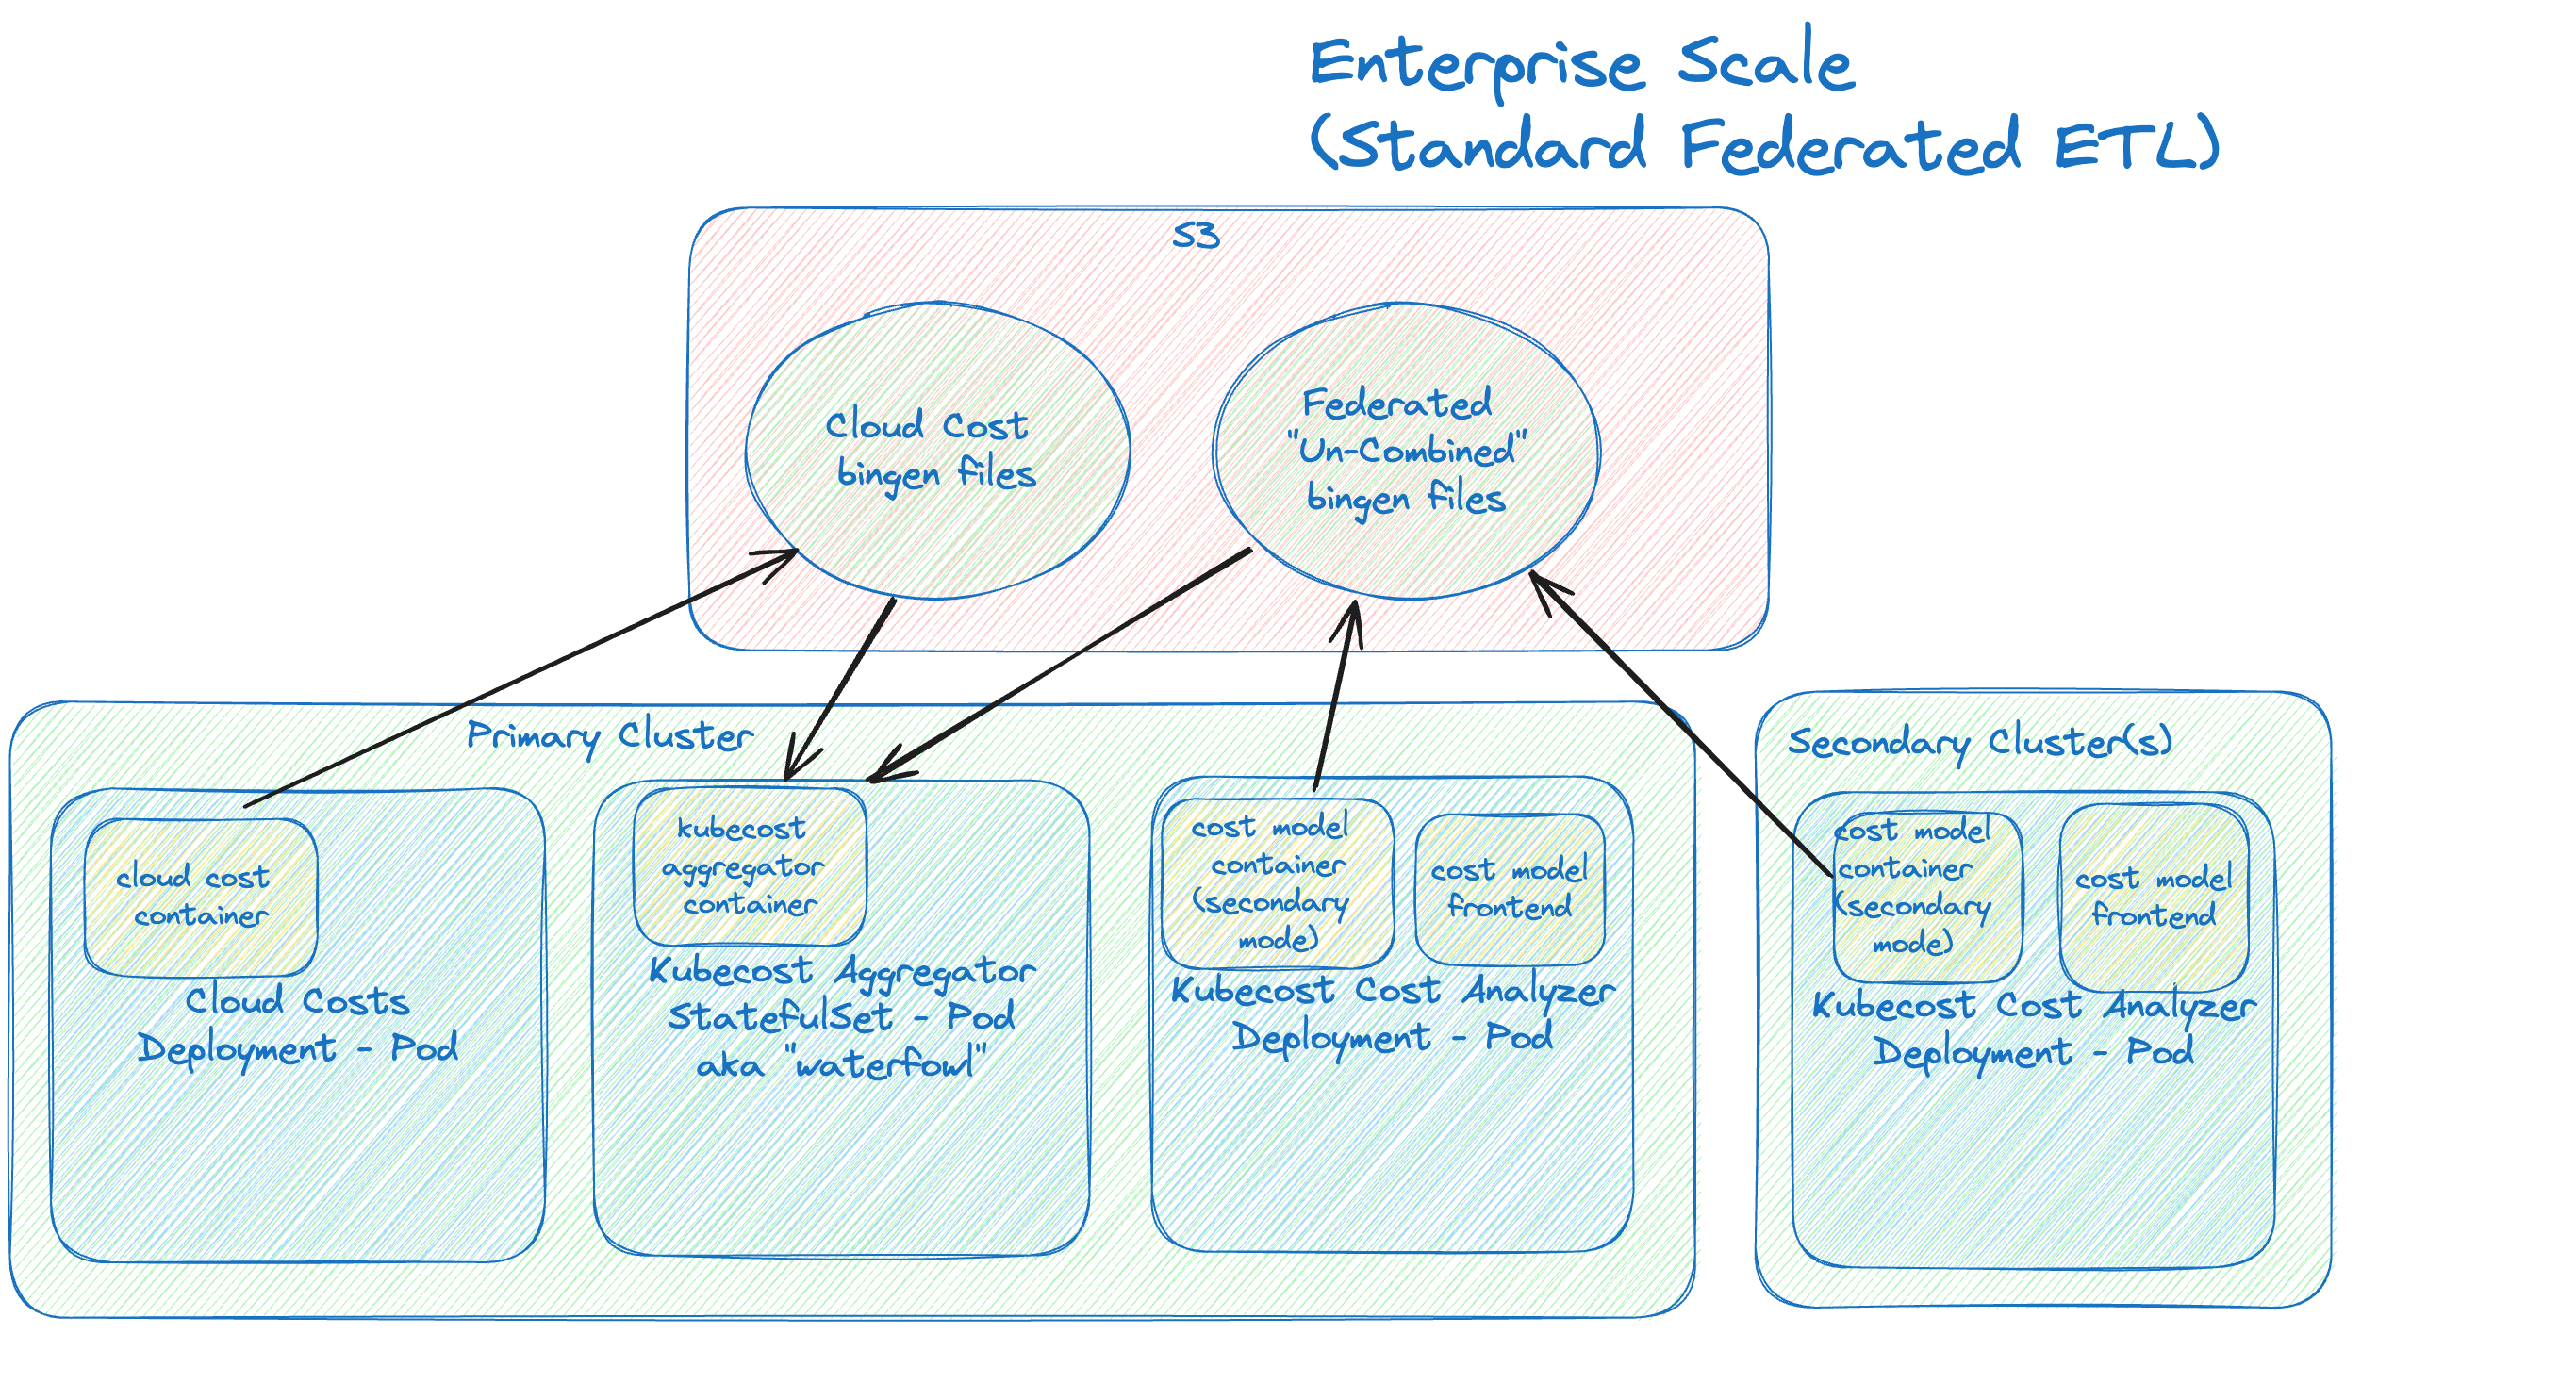 Enterprise Scale
(Standard Federated ETL)
S3
Cloud Cost
bingen files
Federated
"Un-Combined"
bingen files
Primary Cluster
cloud cost
container
Cloud Costs
Deployment - Pod
kubecost
aggregator
container
Kubecost Aggregator
StatefulSet - Pod
aka "waterfowl"
cost model
container
(secondary
mode)
cost model
frontend
Kubecost Cost Analyzer
Deployment - Pod
Secondary Cluster(s)
cost model
container
(secondary
mode)
cost model
frontend
Kubecost Cost Analyzer
Deployment - Pod